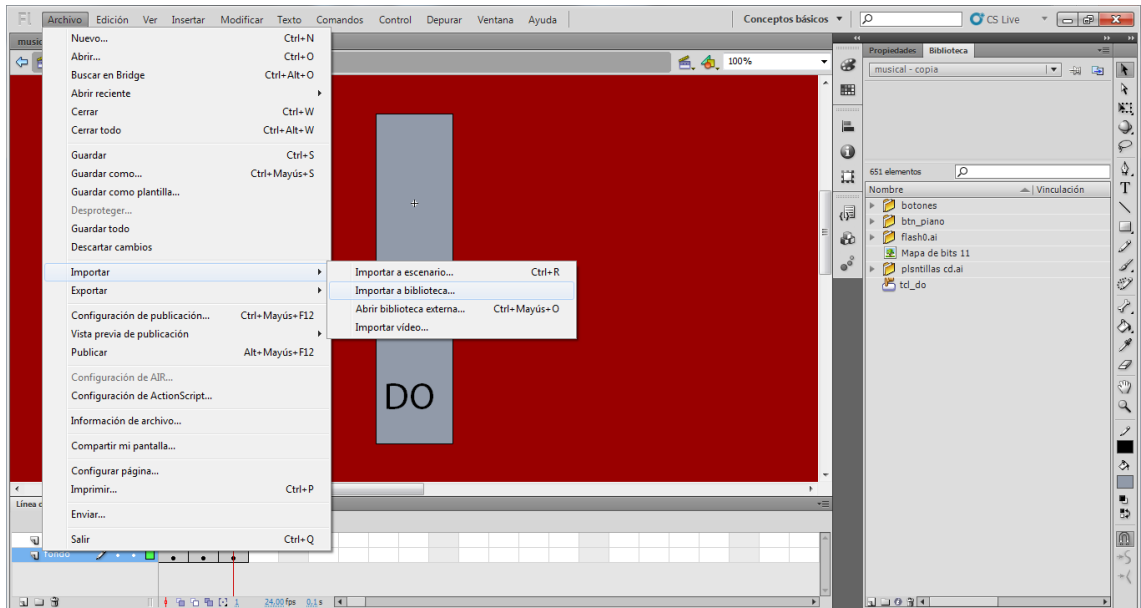 Fl Archivo Edición Ver Insertar Modificar Texto Comandos Control Depurar Ventana Ayuda Conceptos básicos CS Live
music
Nuevo... Ctrl+N
Abrir... Ctrl+O
Buscar en Bridge Ctrl+Alt+O
Abrir reciente
Cerrar Ctrl+W
Cerrar todo Ctrl+Alt+W
Guardar Ctrl+S
Guardar como... Ctrl+Mayús+S
Guardar como plantilla...
Desproteger...
Guardar todo
Descartar cambios
Importar
Exportar
Configuración de publicación... Ctrl+Mayús+F12
Vista previa de publicación
Publicar Alt+Mayús+F12
Configuración de AIR...
Configuración de ActionScript...
Información de archivo...
Compartir mi pantalla...
Configurar página...
Imprimir... Ctrl+P
Enviar...
Salir Ctrl+Q
Importar a escenario... Ctrl+R
Importar a biblioteca...
Abrir biblioteca externa... Ctrl+Mayús+O
Importar vídeo...
100%
DO
Propiedades Biblioteca
musical - copia
651 elementos
Nombre Vinculación
botones
btn_piano
flash0.ai
Mapa de bits 11
plsntillas cd.ai
tcl_do
T
Línea
fondo
1 24,00 fps 0,1 s